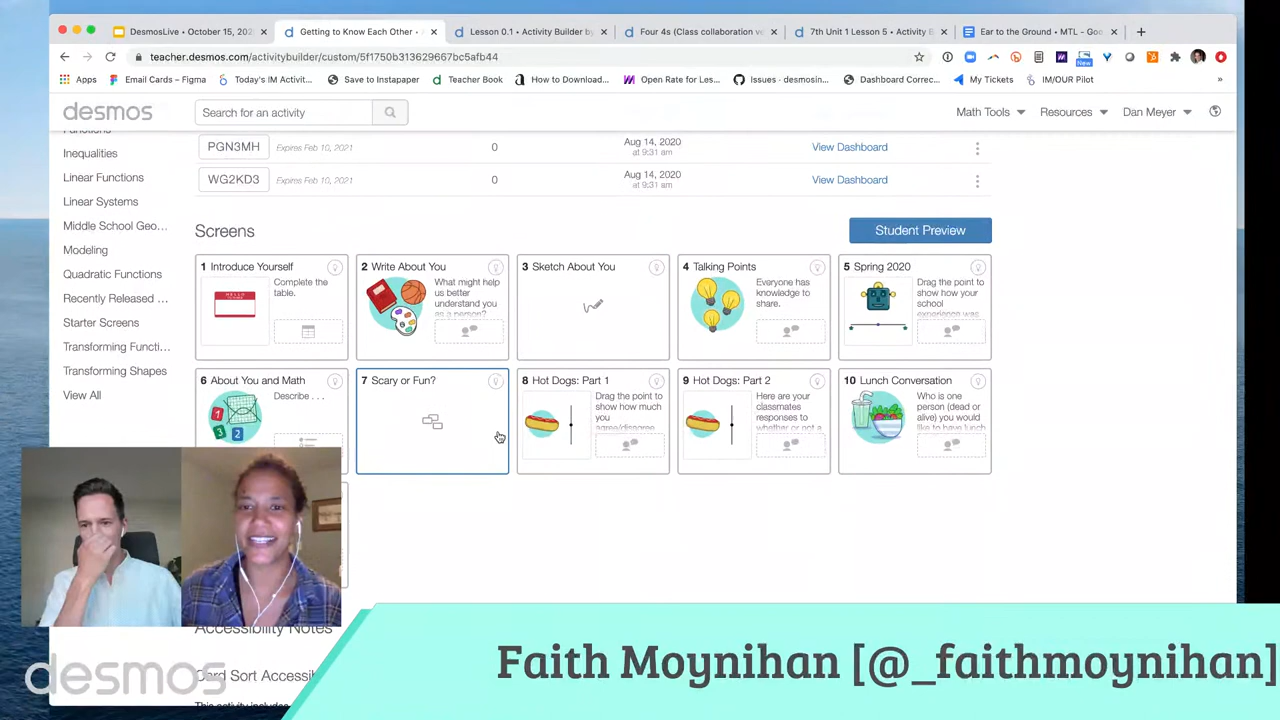 DesmosLive - October 15, 202
Getting to Know Each Other •
Lesson 0.1 • Activity Builder by
Four 4s (Class collaboration ve
7th Unit 1 Lesson 5 • Activity B
Ear to the Ground • MTL - Goo
teacher.desmos.com/activitybuilder/custom/5f1750b313629667bc5afb44
New
Apps
Email Cards – Figma
Today's IM Activit...
Save to Instapaper
Teacher Book
How to Download...
Open Rate for Les...
Issues · desmosin...
Dashboard Correc...
My Tickets
IM/OUR Pilot
»
desmos
Search for an activity
Math Tools
Resources
Dan Meyer
Functions
Inequalities
Linear Functions
Linear Systems
Middle School Geo...
Modeling
Quadratic Functions
Recently Released ...
Starter Screens
Transforming Functi...
Transforming Shapes
View All
PGN3MH
Expires Feb 10, 2021
0
Aug 14, 2020
at 9:31 am
View Dashboard
WG2KD3
Expires Feb 10, 2021
0
Aug 14, 2020
at 9:31 am
View Dashboard
Screens
Student Preview
1 Introduce Yourself
HELLO
Complete the
table.
2 Write About You
What might help
us better
understand you
as a person?
3 Sketch About You
4 Talking Points
Everyone has
knowledge to
share.
5 Spring 2020
Drag the point to
show how your
school
experience was
6 About You and Math
1
2
3
Describe . . .
7 Scary or Fun?
8 Hot Dogs: Part 1
Drag the point to
show how much
you
agree/disagree
9 Hot Dogs: Part 2
Here are your
classmates
responses to
whether or not a
10 Lunch Conversation
Who is one
person (dead or
alive) you would
like to have lunch
Accessibility Notes
Card Sort Accessi
desmos
Faith Moynihan [@_faithmoynihan]